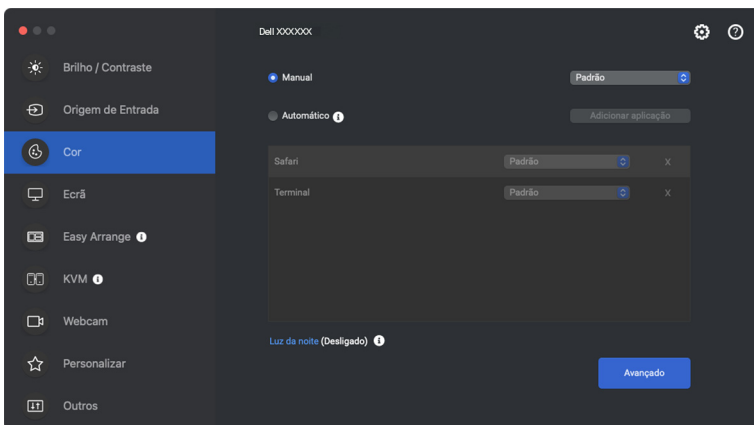 Dell XXXXXX
Brilho / Contraste
Origem de Entrada
Cor
Ecrã
Easy Arrange
KVM
Webcam
Personalizar
Outros
Manual
Padrão
Automático
Adicionar aplicação
Safari
Padrão
X
Terminal
Padrão
X
Luz da noite (Desligado)
Avançado